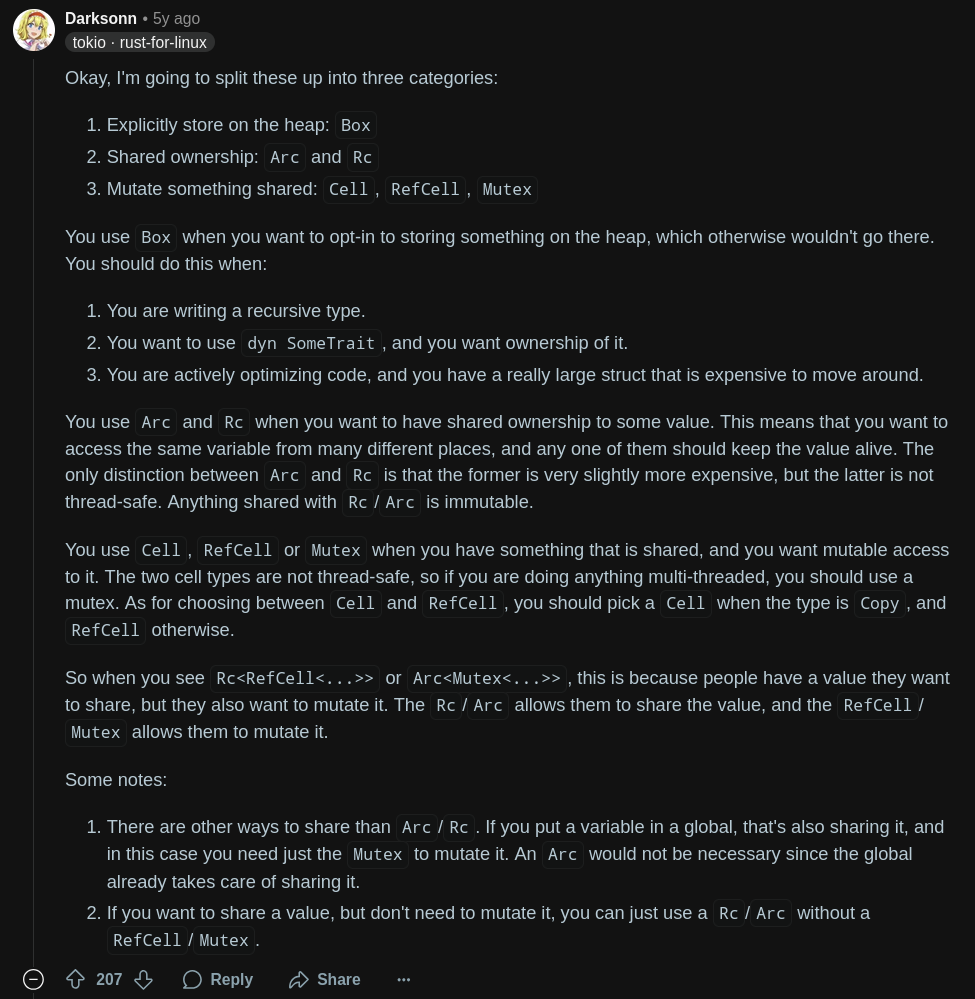 Darksonn • 5y ago
tokio · rust-for-linux
Okay, I'm going to split these up into three categories:
1. Explicitly store on the heap: Box
2. Shared ownership: Arc and Rc
3. Mutate something shared: Cell, RefCell, Mutex
You use Box when you want to opt-in to storing something on the heap, which otherwise wouldn't go there.
You should do this when:
1. You are writing a recursive type.
2. You want to use dyn SomeTrait, and you want ownership of it.
3. You are actively optimizing code, and you have a really large struct that is expensive to move around.
You use Arc and Rc when you want to have shared ownership to some value. This means that you want to
access the same variable from many different places, and any one of them should keep the value alive. The
only distinction between Arc and Rc is that the former is very slightly more expensive, but the latter is not
thread-safe. Anything shared with Rc/Arc is immutable.
You use Cell, RefCell or Mutex when you have something that is shared, and you want mutable access
to it. The two cell types are not thread-safe, so if you are doing anything multi-threaded, you should use a
mutex. As for choosing between Cell and RefCell, you should pick a Cell when the type is Copy, and
RefCell otherwise.
So when you see Rc<RefCell<...>> or Arc<Mutex<...>>, this is because people have a value they want
to share, but they also want to mutate it. The Rc/Arc allows them to share the value, and the RefCell/
Mutex allows them to mutate it.
Some notes:
1. There are other ways to share than Arc/Rc. If you put a variable in a global, that's also sharing it, and
in this case you need just the Mutex to mutate it. An Arc would not be necessary since the global
already takes care of sharing it.
2. If you want to share a value, but don't need to mutate it, you can just use a Rc/Arc without a
RefCell/Mutex.
207 Reply Share ...